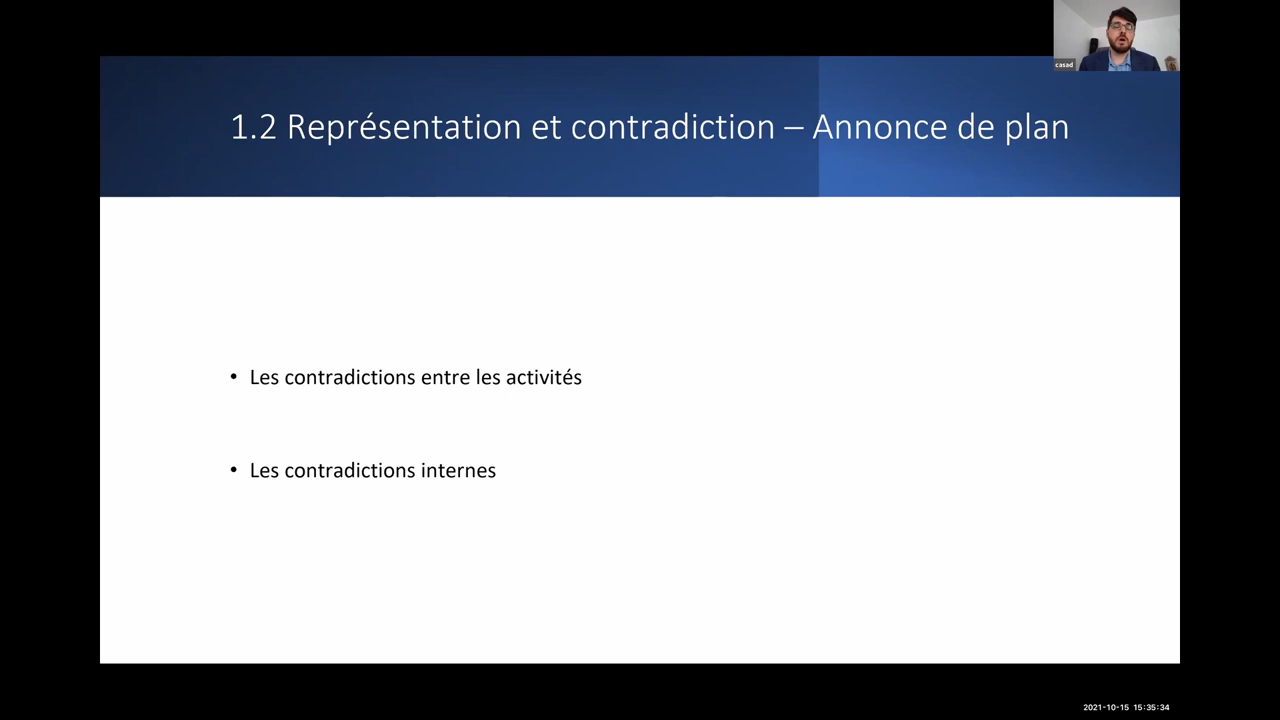 casad
1.2 Représentation et contradiction – Annonce de plan
• Les contradictions entre les activités
• Les contradictions internes
2021-10-15 15:35:34